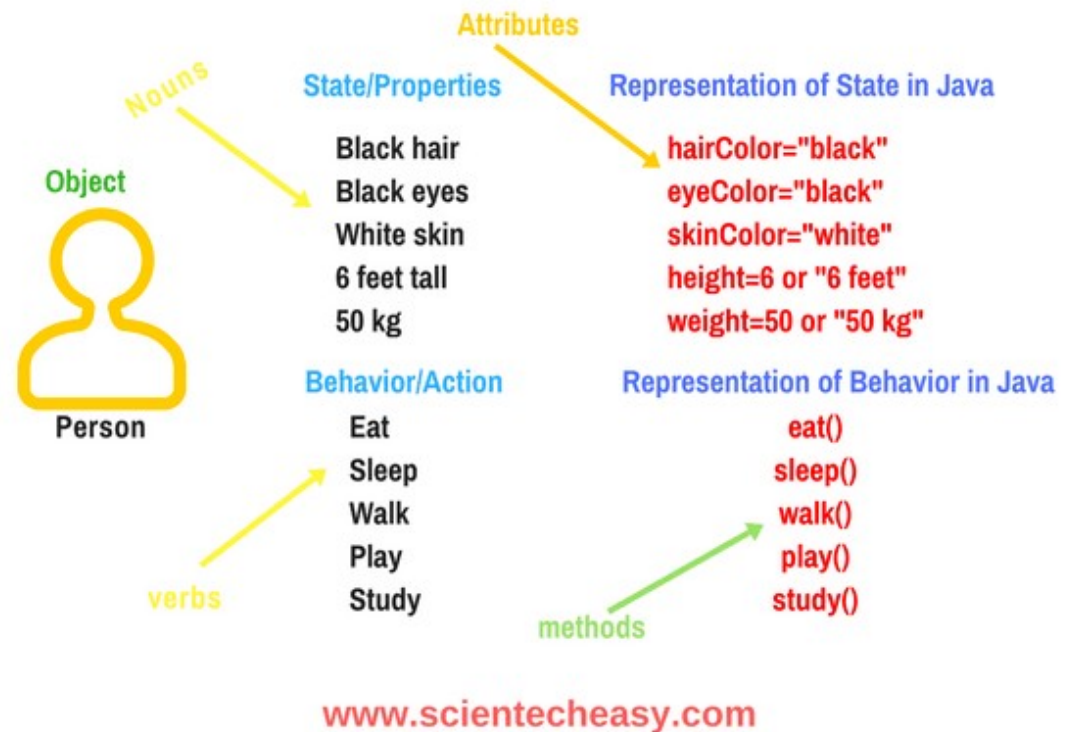 Attributes
Nouns
State/Properties
Representation of State in Java
Black hair
hairColor="black"
Object
Black eyes
eyeColor="black"
White skin
skinColor="white"
6 feet tall
height=6 or "6 feet"
50 kg
weight=50 or "50 kg"
Behavior/Action
Representation of Behavior in Java
Person
Eat
eat()
Sleep
sleep()
Walk
walk()
Play
play()
verbs
Study
study()
methods
www.scientecheasy.com